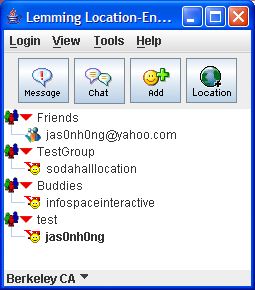 Lemming Location-En...
Login View Tools Help
Message Chat Add Location
Friends
jas0nh0ng@yahoo.com
TestGroup
sodahalllocation
Buddies
infospaceinteractive
test
jas0nh0ng
Berkeley CA